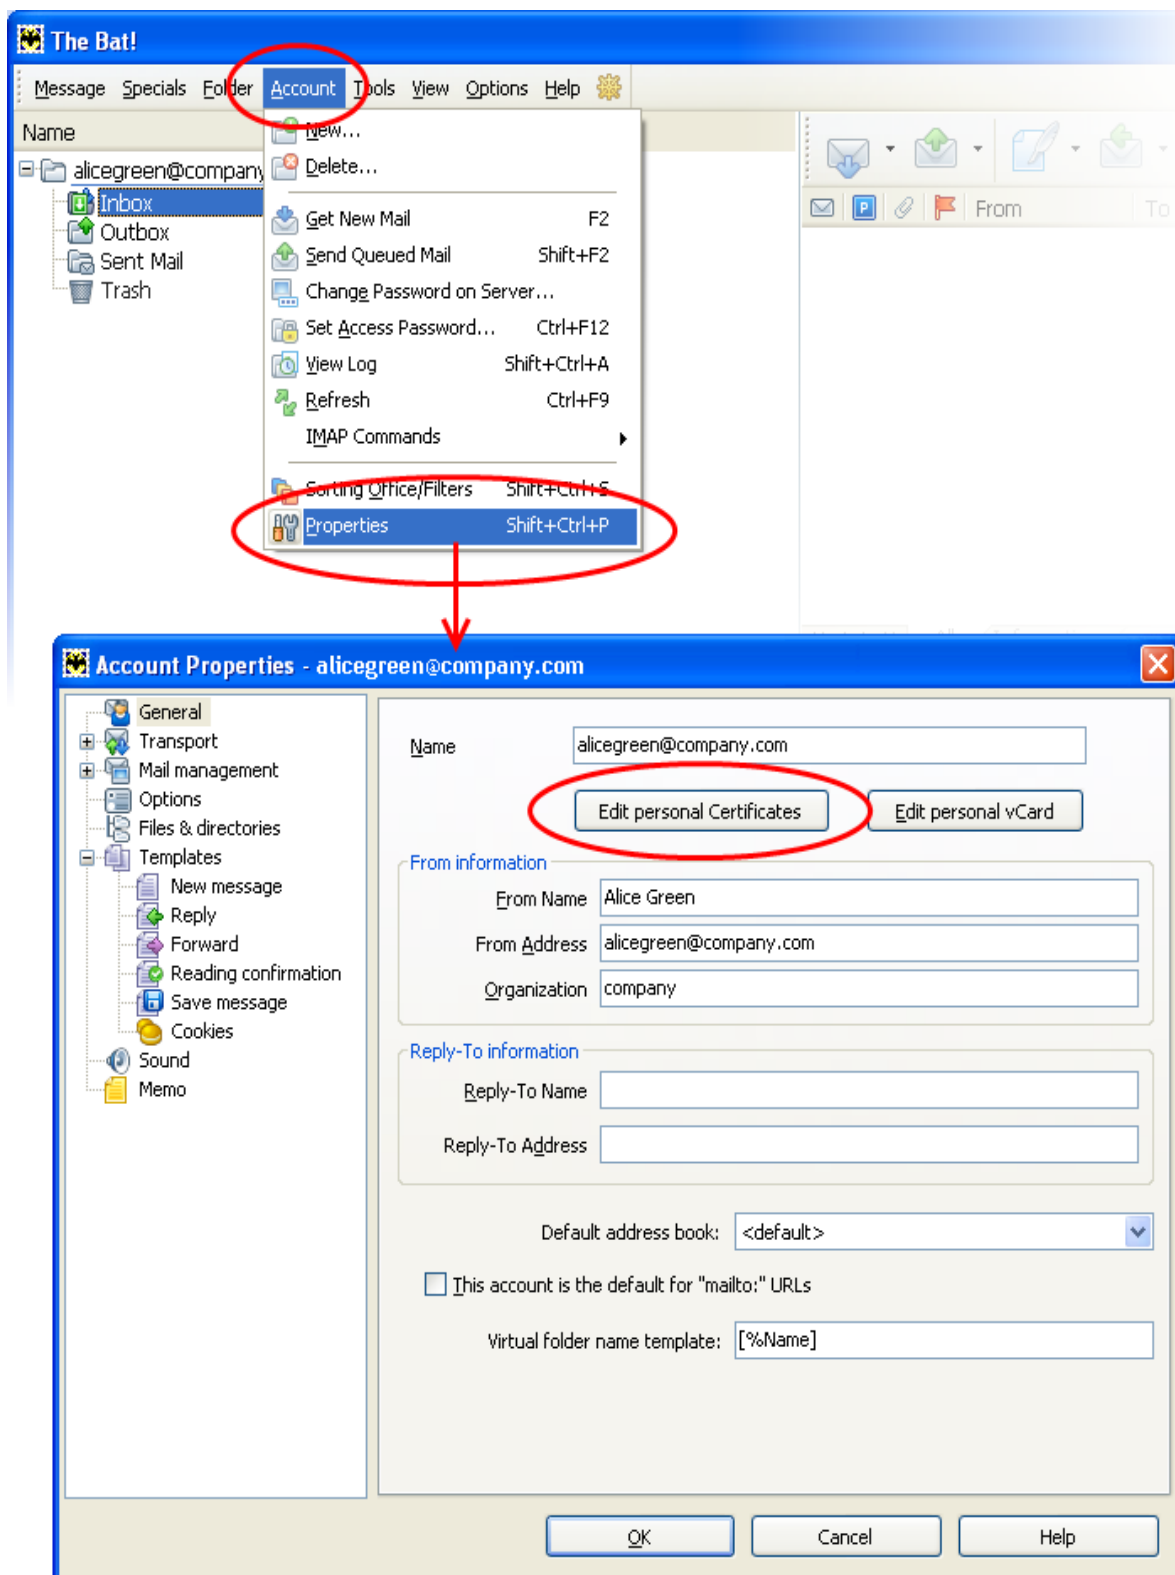 The Bat!
Message Specials Folder Account Tools View Options Help
Name
alicegreen@company
Inbox
Outbox
Sent Mail
Trash
New...
Delete...
Get New Mail F2
Send Queued Mail Shift+F2
Change Password on Server...
Set Access Password... Ctrl+F12
View Log Shift+Ctrl+A
Refresh Ctrl+F9
IMAP Commands
Sorting Office/Filters Shift+Ctrl+S
Properties Shift+Ctrl+P
P From To
Account Properties - alicegreen@company.com
General
Transport
Mail management
Options
Files & directories
Templates
New message
Reply
Forward
Reading confirmation
Save message
Cookies
Sound
Memo
Name alicegreen@company.com
Edit personal Certificates Edit personal vCard
From information
From Name Alice Green
From Address alicegreen@company.com
Organization company
Reply-To information
Reply-To Name
Reply-To Address
Default address book: <default>
This account is the default for "mailto:" URLs
Virtual folder name template: [%Name]
OK Cancel Help